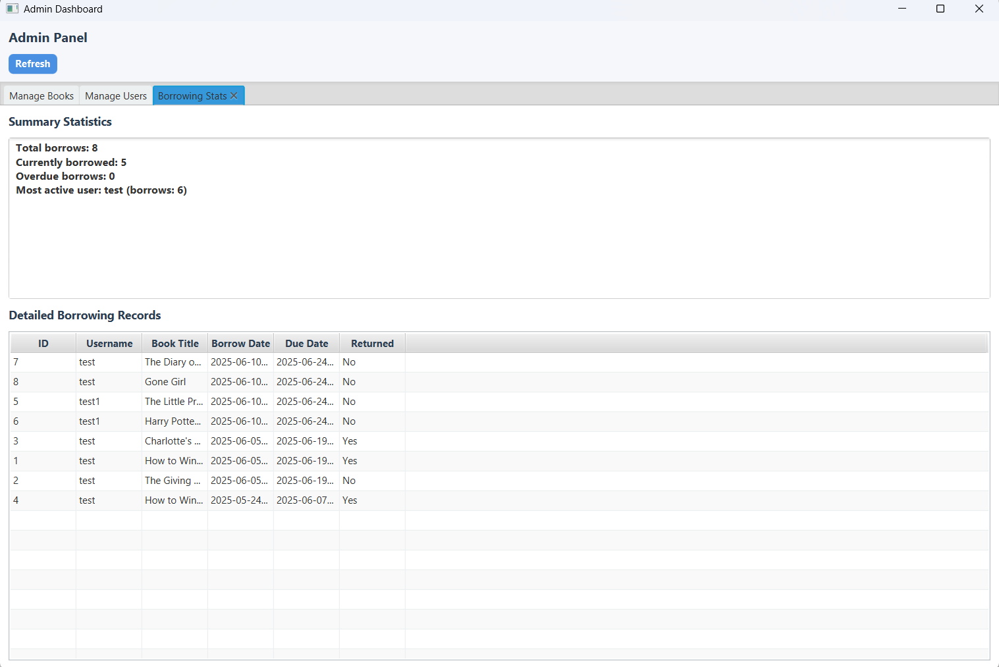 Admin Dashboard
Admin Panel
Refresh
Manage Books Manage Users Borrowing Stats
Summary Statistics
Total borrows: 8
Currently borrowed: 5
Overdue borrows: 0
Most active user: test (borrows: 6)
Detailed Borrowing Records
ID Username Book Title Borrow Date Due Date Returned
7 test The Diary o... 2025-06-10... 2025-06-24... No
8 test Gone Girl 2025-06-10... 2025-06-24... No
5 test1 The Little Pr... 2025-06-10... 2025-06-24... No
6 test1 Harry Potte... 2025-06-10... 2025-06-24... No
3 test Charlotte's ... 2025-06-05... 2025-06-19... Yes
1 test How to Win... 2025-06-05... 2025-06-19... Yes
2 test The Giving ... 2025-06-05... 2025-06-19... No
4 test How to Win... 2025-05-24... 2025-06-07... Yes